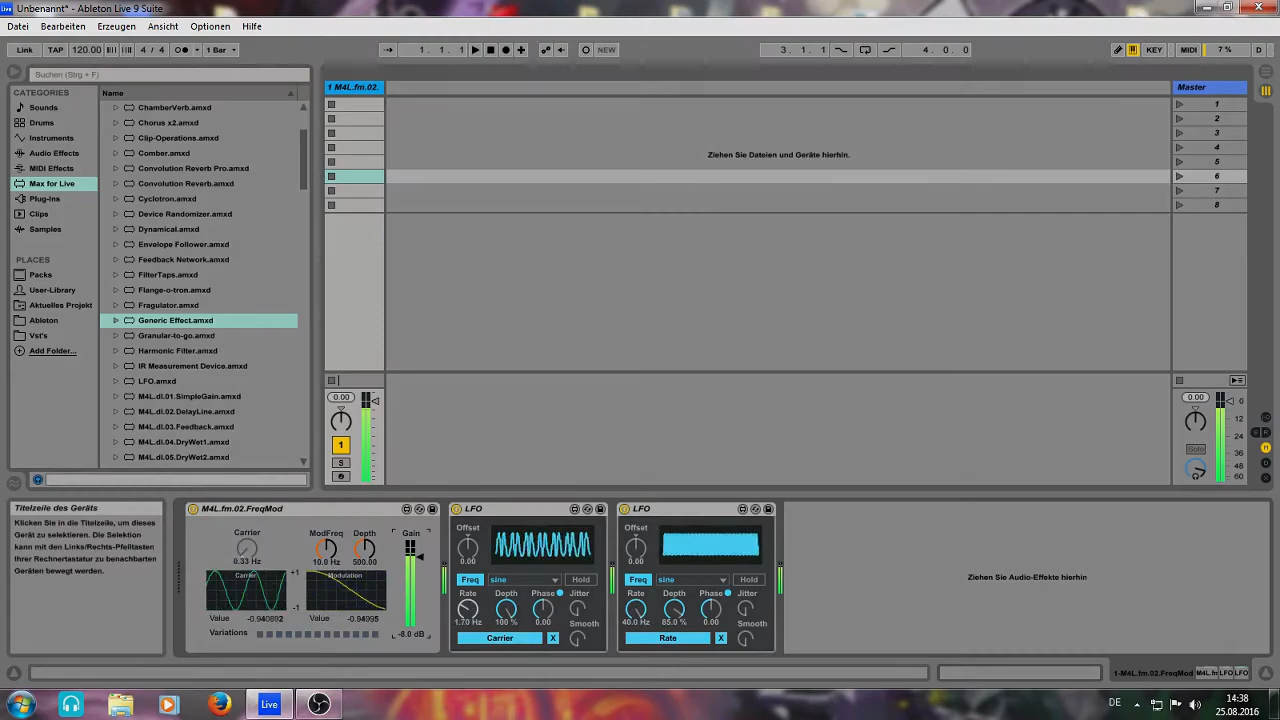 Unbenannt* - Ableton Live 9 Suite
Datei Bearbeiten Erzeugen Ansicht Optionen Hilfe
Link TAP 120.00 4 / 4 1 Bar 1. 1. 1 NEW 3. 1. 1 4. 0. 0 KEY MIDI 7 % D
Suchen (Strg + F)
CATEGORIES
Sounds
Drums
Instruments
Audio Effects
MIDI Effects
Max for Live
Plug-Ins
Clips
Samples
PLACES
Packs
User-Library
Aktuelles Projekt
Ableton
Vst's
Add Folder...
Name
ChamberVerb.amxd
Chorus x2.amxd
Clip-Operations.amxd
Comber.amxd
Convolution Reverb Pro.amxd
Convolution Reverb.amxd
Cyclotron.amxd
Device Randomizer.amxd
Dynamical.amxd
Envelope Follower.amxd
Feedback Network.amxd
FilterTaps.amxd
Flange-o-tron.amxd
Fragulator.amxd
Generic Effect.amxd
Granular-to-go.amxd
Harmonic Filter.amxd
IR Measurement Device.amxd
LFO.amxd
M4L.dl.01.SimpleGain.amxd
M4L.dl.02.DelayLine.amxd
M4L.dl.03.Feedback.amxd
M4L.dl.04.DryWet1.amxd
M4L.dl.05.DryWet2.amxd
1 M4L.fm.02.
Ziehen Sie Dateien und Geräte hierhin.
0.00
1
S
Master
1
2
3
4
5
6
7
8
0.00
0
12
24
36
48
60
Solo
S R
Titelzeile des Geräts
Klicken Sie in die Titelzeile, um dieses
Gerät zu selektieren. Die Selektion
kann mit den Links/Rechts-Pfeiltasten
Ihrer Rechnertastatur zu benachbarten
Geräten bewegt werden.
M4L.fm.02.FreqMod
Carrier ModFreq Depth Gain
0.33 Hz 10.0 Hz 500.00
Carrier +1 Modulation
-1
Value -0.940892 Value -0.94995
Variations -8.0 dB
LFO
Offset
0.00
Freq sine Hold
Rate Depth Phase Jitter
1.70 Hz 100 % 0.00 Smooth
Carrier X
LFO
Offset
0.00
Freq sine Hold
Rate Depth Phase Jitter
40.0 Hz 85.0 % 0.00 Smooth
Rate X
Ziehen Sie Audio-Effekte hierhin
1-M4L.fm.02.FreqMod M4L.fm LFO LFO
Live
DE
14:38
25.08.2016